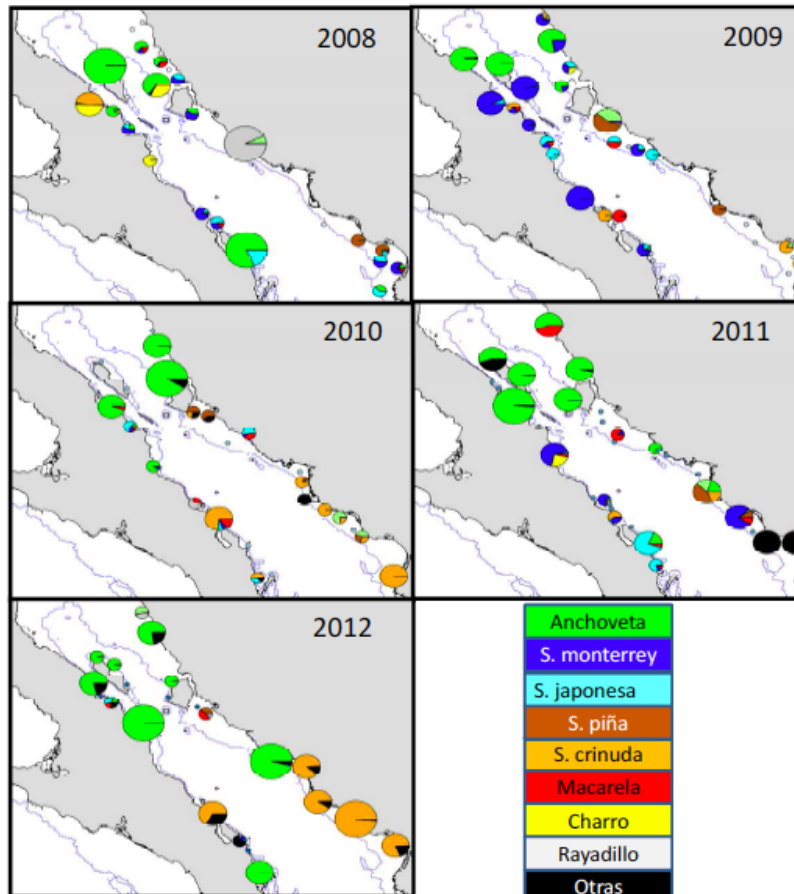 2008
2009
2010
2011
2012
Anchoveta
S. monterrey
S. japonesa
S. piña
S. crinuda
Macarela
Charro
Rayadillo
Otras